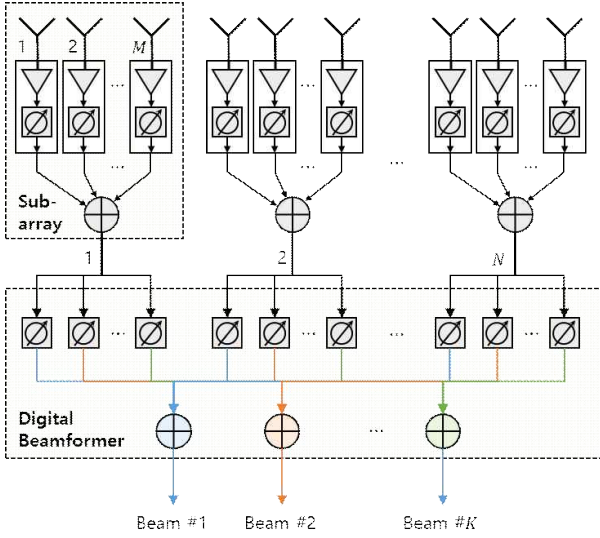 1 2 ... M
...
...
...
...
...
...
...
Sub-
array
1 2 N
... ... ... ...
Digital
Beamformer
...
Beam #1 Beam #2 Beam #K